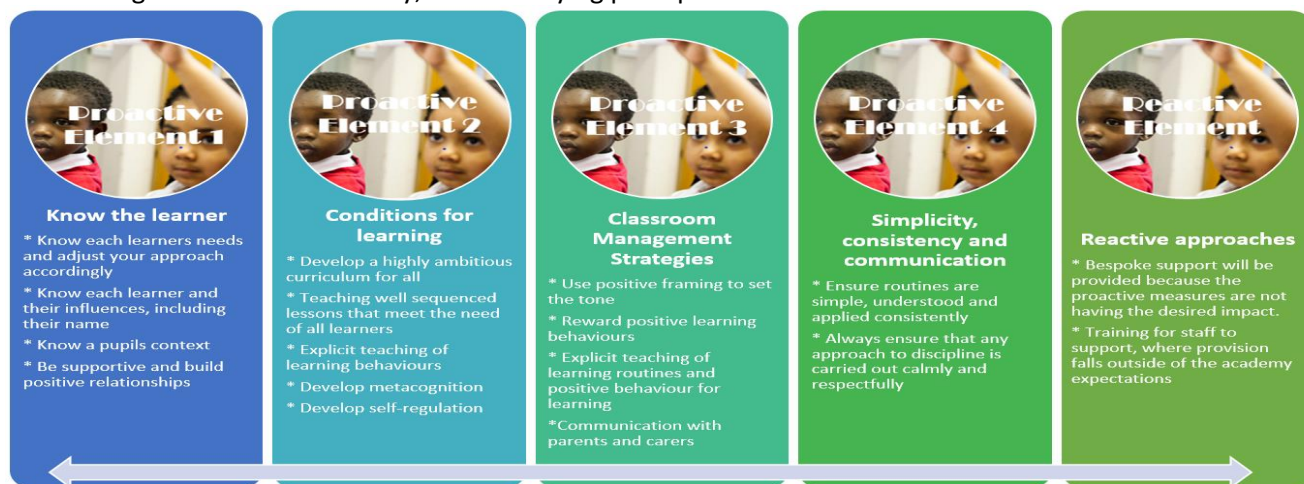 Proactive
Element 1
Know the learner
* Know each learners needs
and adjust your approach
accordingly
* Know each learner and
their influences, including
their name
* Know a pupils context
* Be supportive and build
positive relationships
Proactive
Element 2
Conditions for
learning
* Develop a highly ambitious
curriculum for all
* Teaching well sequenced
lessons that meet the need
of all learners
* Explicit teaching of
learning behaviours
* Develop metacognition
* Develop self-regulation
Proactive
Element 3
Classroom
Management
Strategies
* Use positive framing to set
the tone
* Reward positive learning
behaviours
* Explicit teaching of
learning routines and
positive behaviour for
learning
*Communication with
parents and carers
Proactive
Element 4
Simplicity,
consistency and
communication
* Ensure routines are
simple, understood and
applied consistently
* Always ensure that any
approach to discipline is
carried out calmly and
respectfully
Reactive
Element
Reactive approaches
* Bespoke support will be
provided because the
proactive measures are not
having the desired impact.
* Training for staff to
support, where provision
falls outside of the academy
expectations